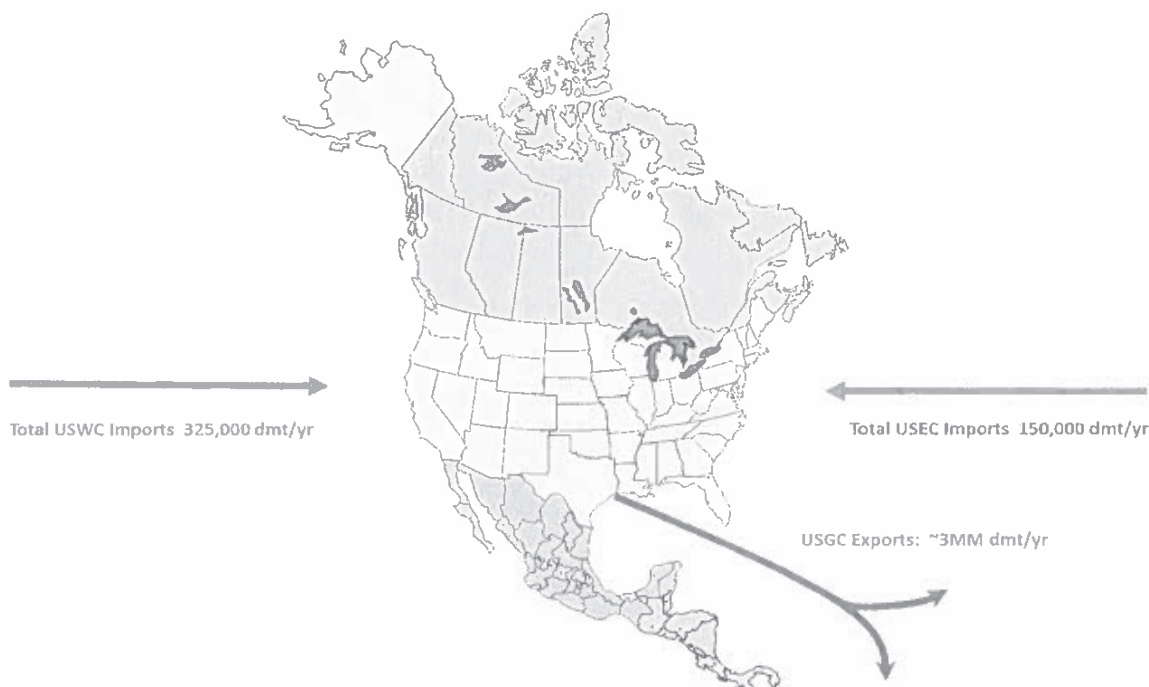 Total USWC Imports 325,000 dmt/yr
Total USEC Imports 150,000 dmt/yr
USGC Exports: ~3MM dmt/yr